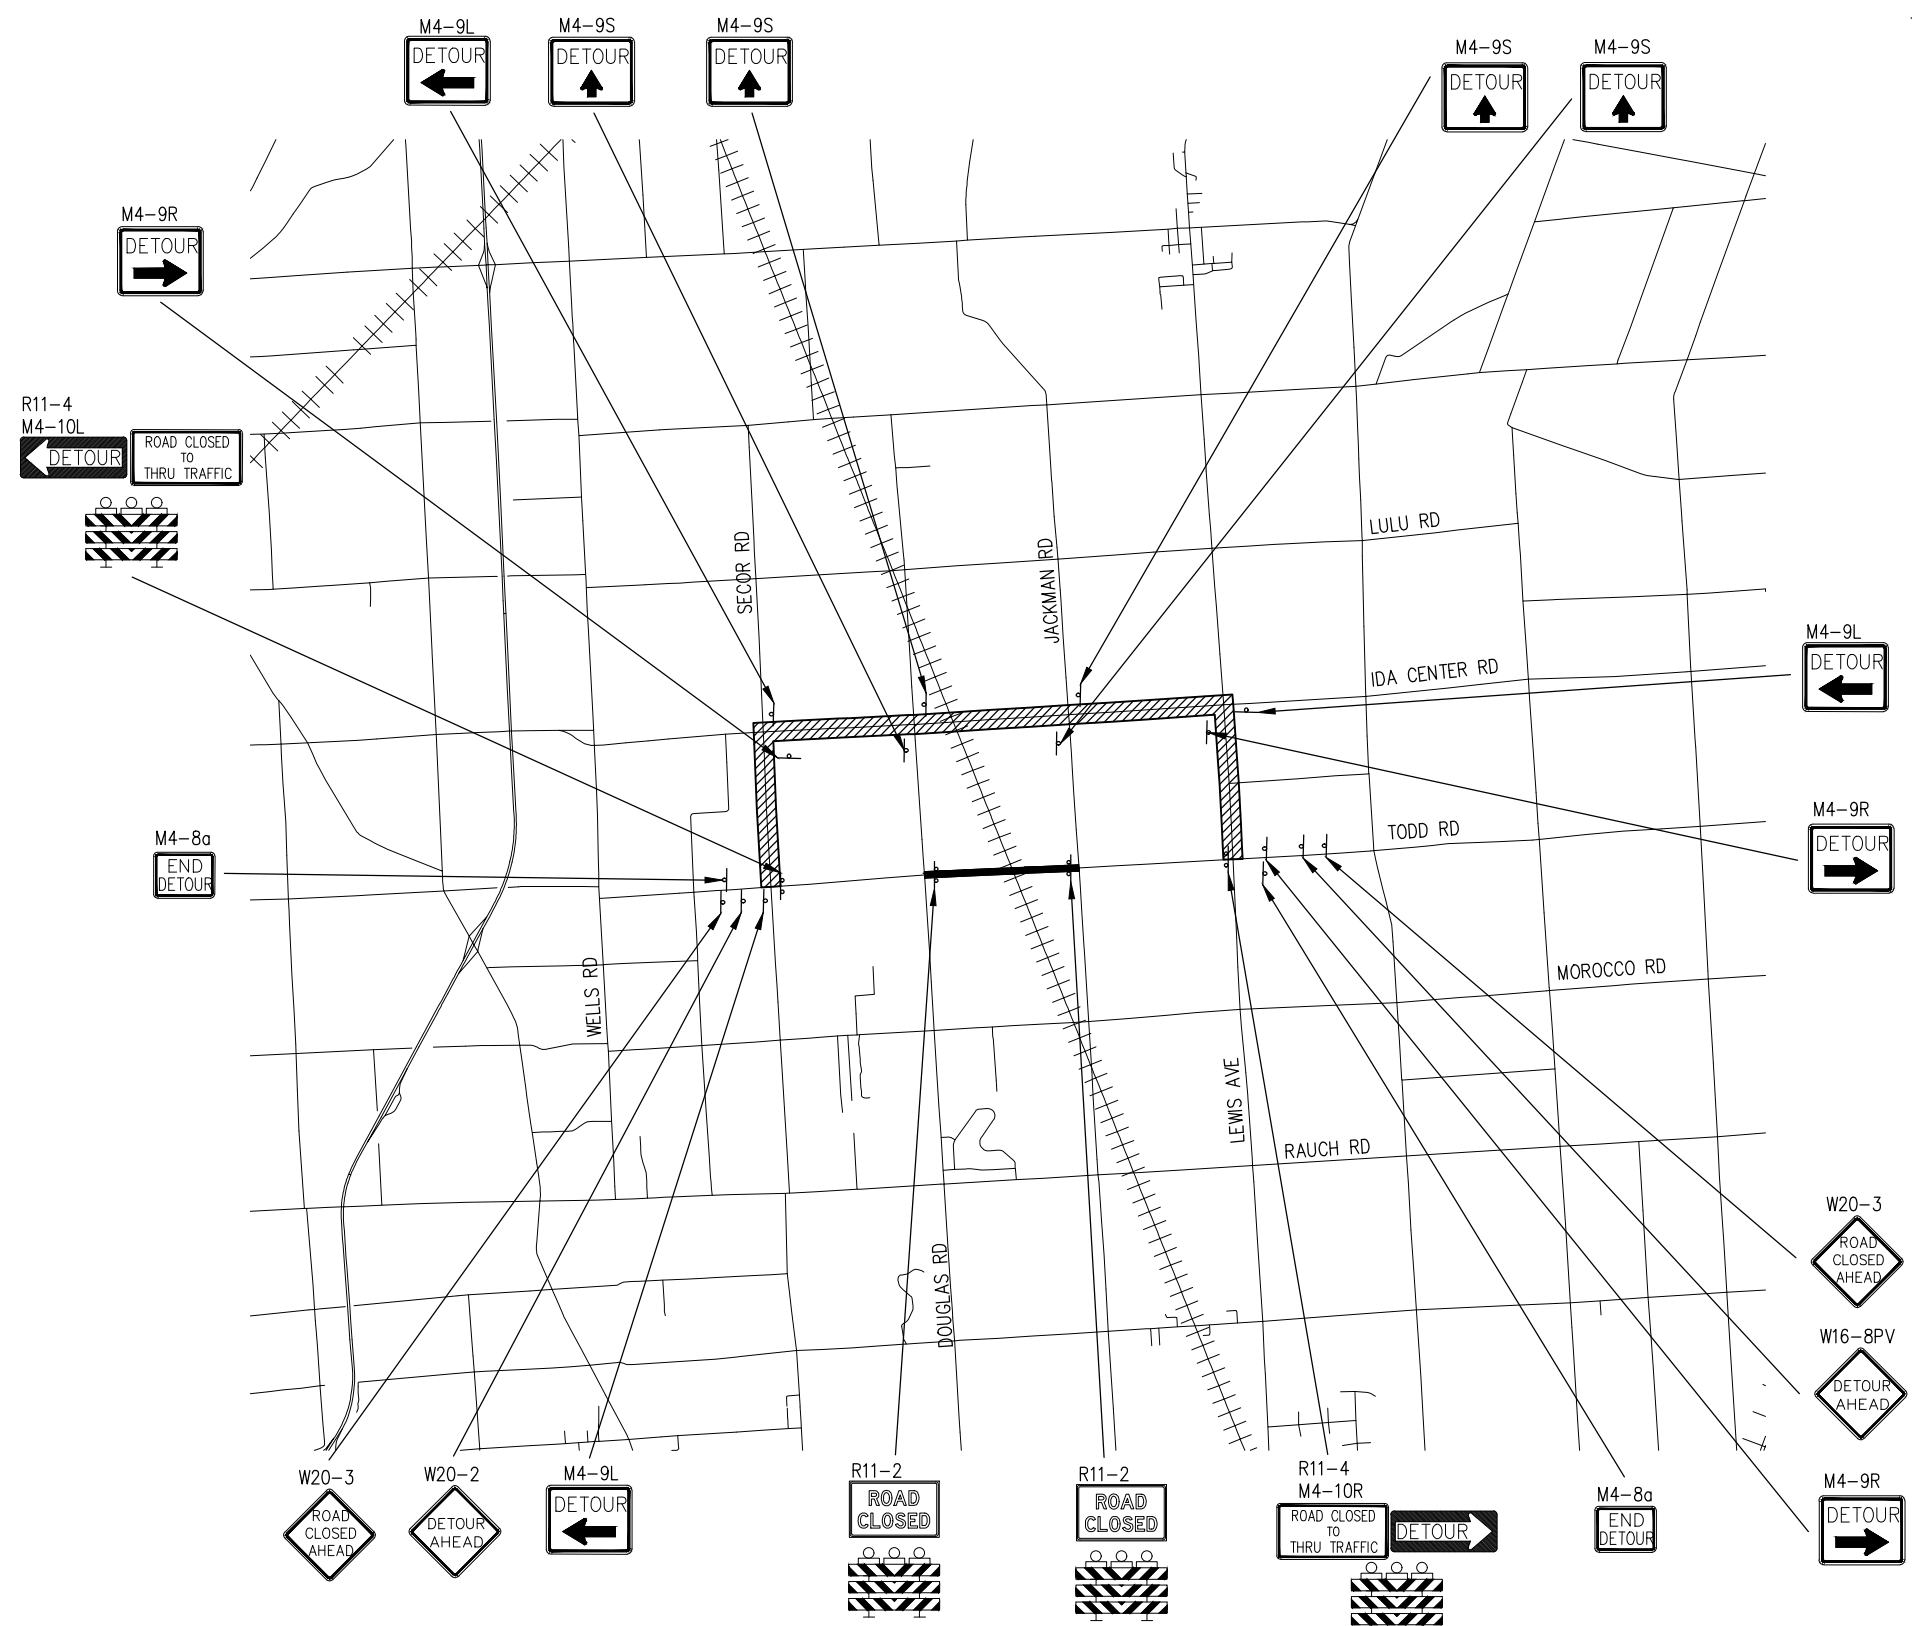 M4-9L
DETOUR
M4-9S
DETOUR
M4-9S
DETOUR
M4-9S
DETOUR
M4-9S
DETOUR
M4-9R
DETOUR
R11-4
M4-10L
DETOUR
ROAD CLOSED
TO
THRU TRAFFIC
SECOR RD
JACKMAN RD
LULU RD
IDA CENTER RD
M4-9L
DETOUR
M4-9R
DETOUR
TODD RD
M4-8a
END
DETOUR
WELLS RD
MOROCCO RD
LEWIS AVE
RAUCH RD
DOUGLAS RD
W20-3
ROAD
CLOSED
AHEAD
W16-8PV
DETOUR
AHEAD
W20-3
ROAD
CLOSED
AHEAD
W20-2
DETOUR
AHEAD
M4-9L
DETOUR
R11-2
ROAD
CLOSED
R11-2
ROAD
CLOSED
R11-4
M4-10R
ROAD CLOSED
TO
THRU TRAFFIC
DETOUR
M4-8a
END
DETOUR
M4-9R
DETOUR